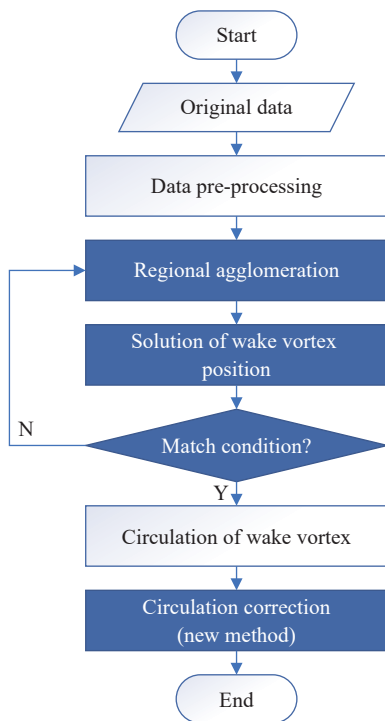 Start
Original data
Data pre-processing
Regional agglomeration
Solution of wake vortex
position
N
Match condition?
Y
Circulation of wake vortex
Circulation correction
(new method)
End